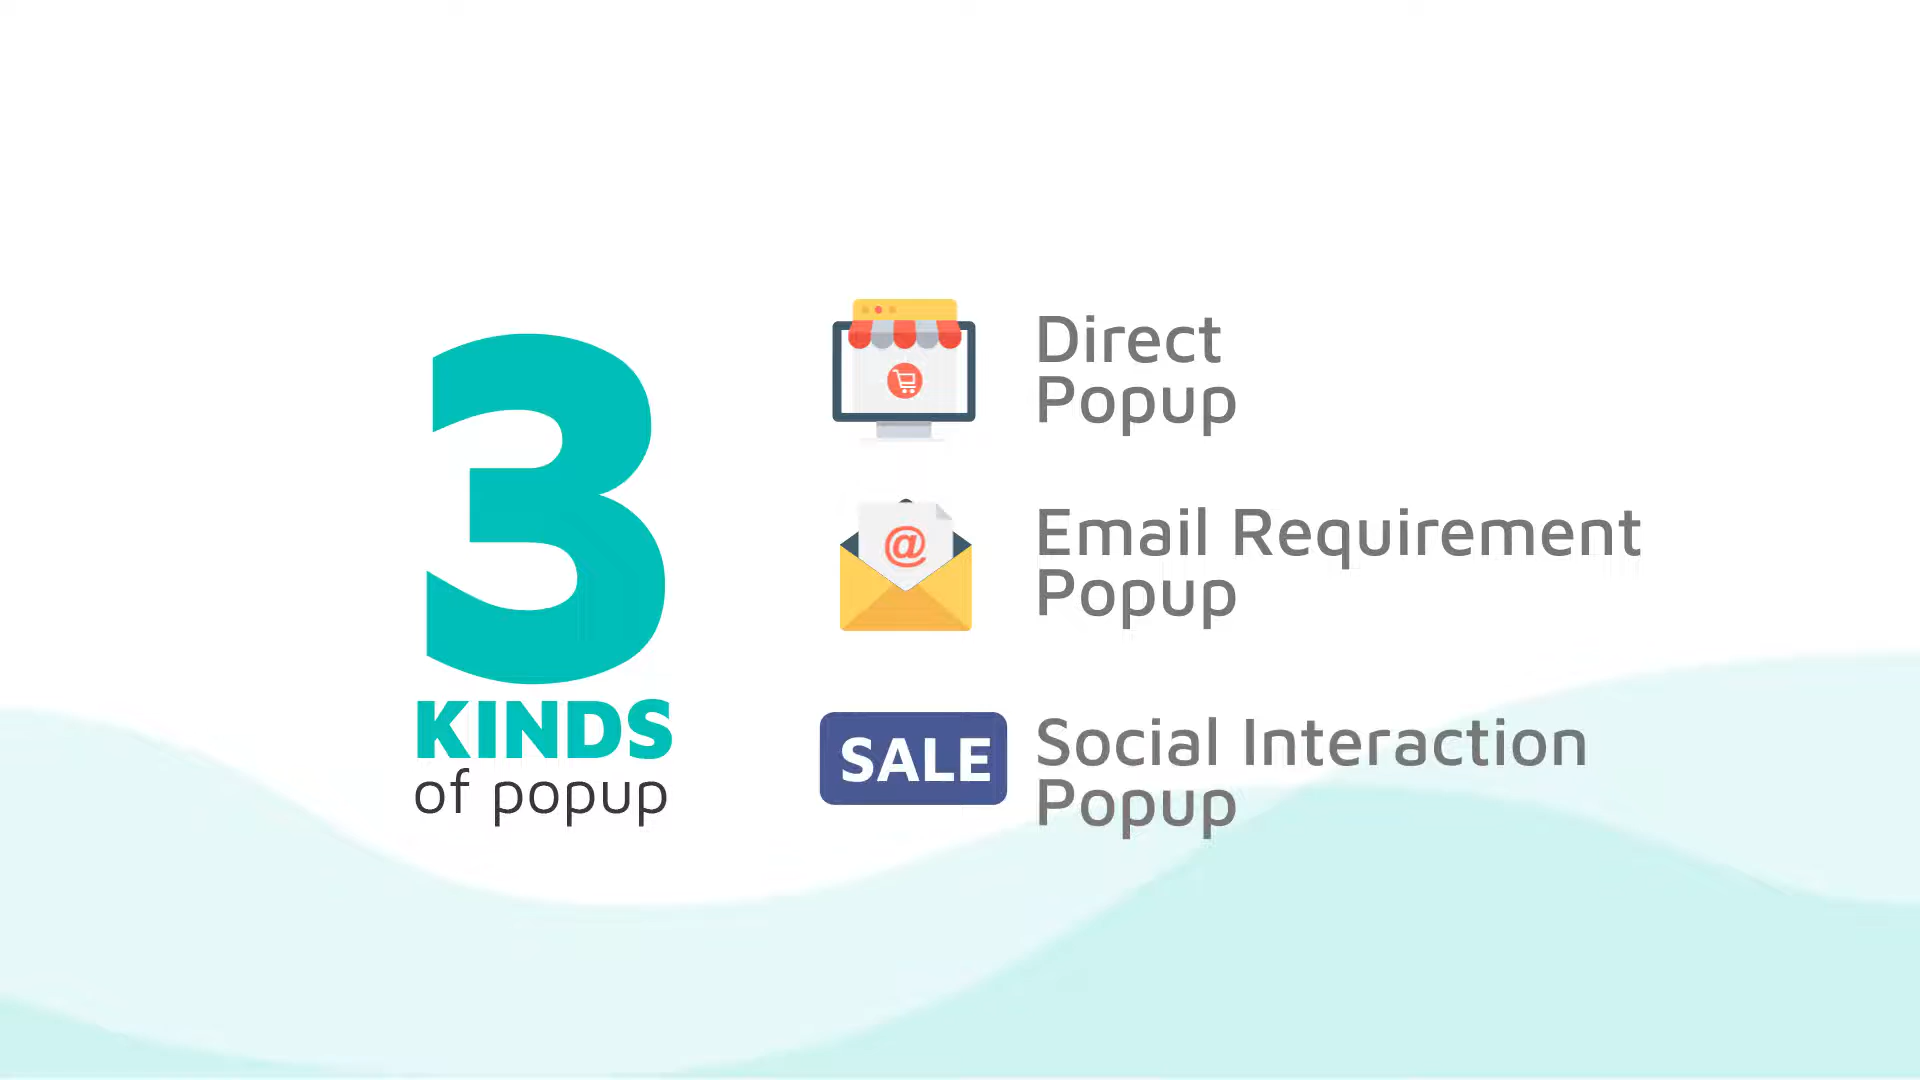 3
KINDS
of popup
Direct
Popup
@
Email Requirement
Popup
SALE
Social Interaction
Popup